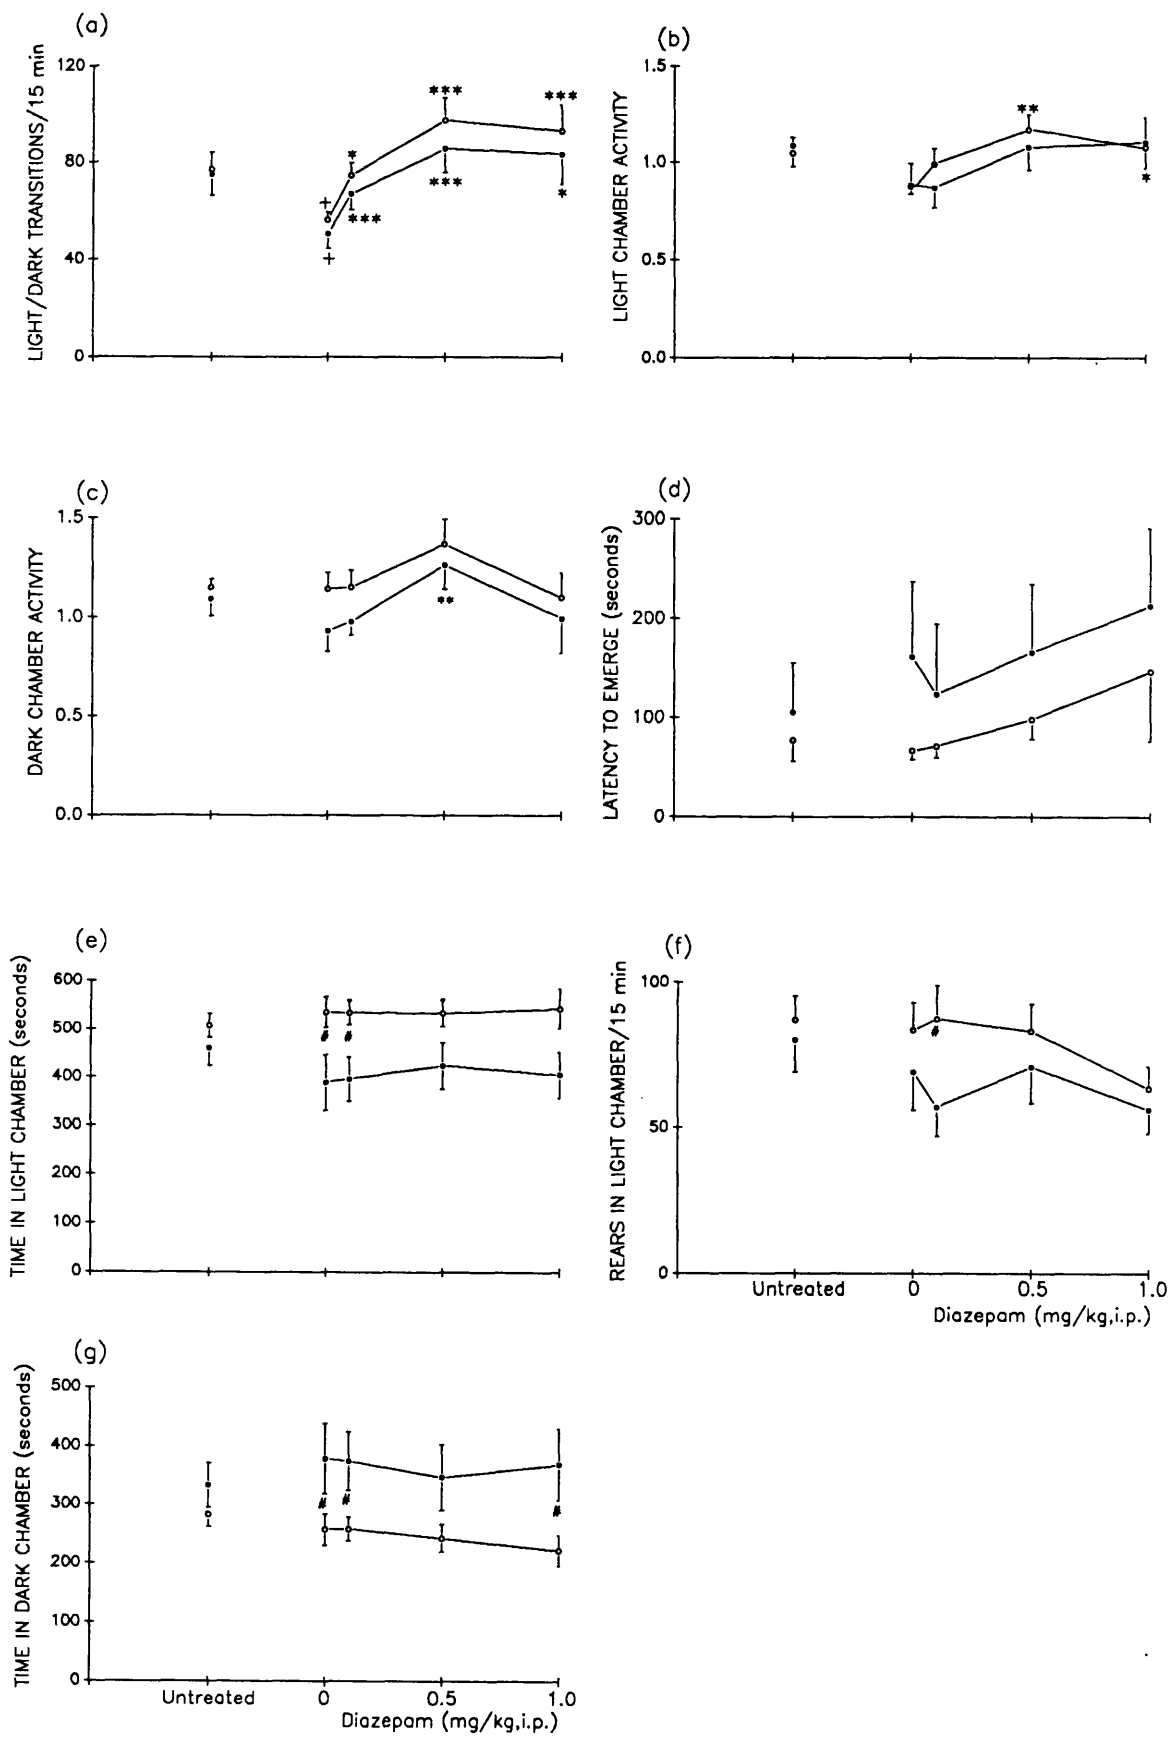 (a)
LIGHT/DARK TRANSITIONS/15 min
120
80
40
0
***
***
*
+
***
***
*
+
(b)
LIGHT CHAMBER ACTIVITY
1.5
1.0
0.5
0.0
**
*
(c)
DARK CHAMBER ACTIVITY
1.5
1.0
0.5
0.0
**
(d)
LATENCY TO EMERGE (seconds)
300
200
100
0
(e)
TIME IN LIGHT CHAMBER (seconds)
600
500
400
300
200
100
0
# #
(f)
REARS IN LIGHT CHAMBER/15 min
100
50
0
#
Untreated 0 0.5 1.0
Diazepam (mg/kg,i.p.)
(g)
TIME IN DARK CHAMBER (seconds)
500
400
300
200
100
0
# # #
Untreated 0 0.5 1.0
Diazepam (mg/kg,i.p.)